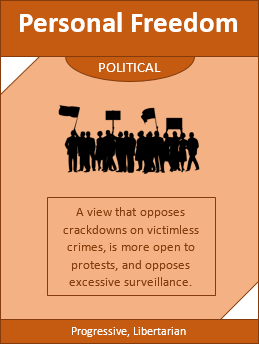 Personal Freedom
POLITICAL
A view that opposes
crackdowns on victimless
crimes, is more open to
protests, and opposes
excessive surveillance.
Progressive, Libertarian